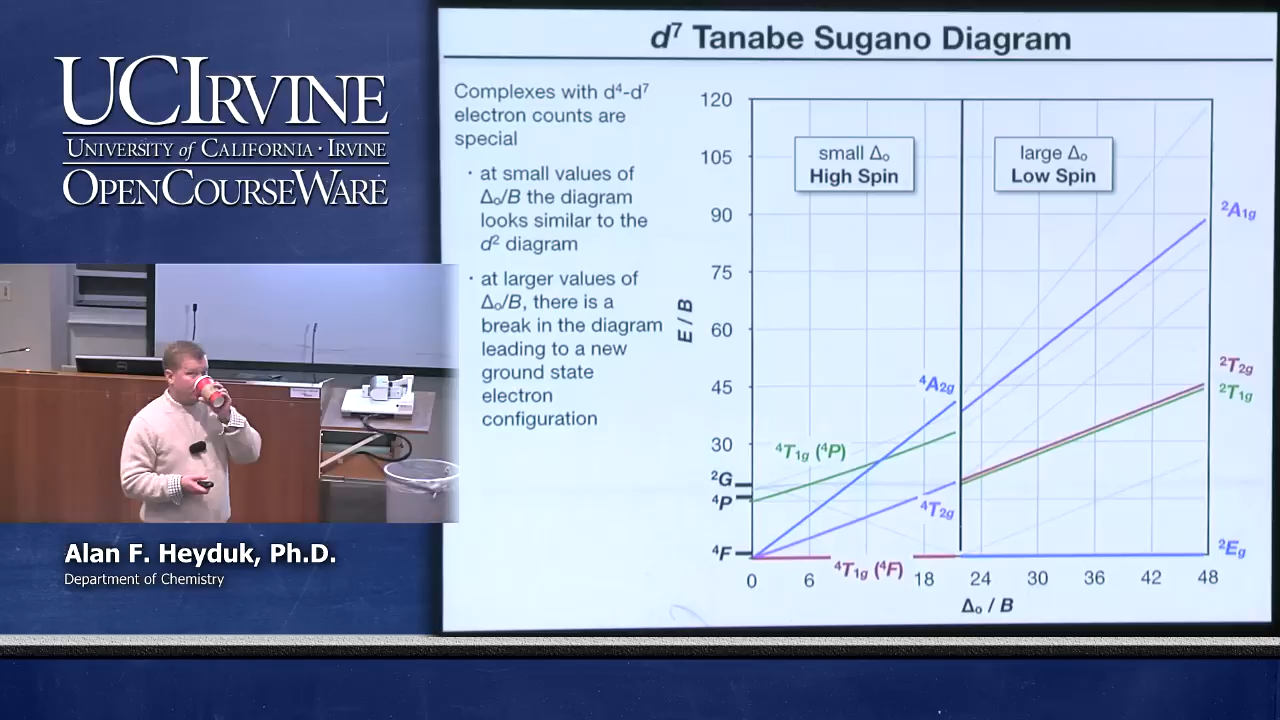 UCIRVINE
UNIVERSITY of CALIFORNIA · IRVINE
OPENCOURSEWARE
Alan F. Heyduk, Ph.D.
Department of Chemistry
d⁷ Tanabe Sugano Diagram
Complexes with d⁴-d⁷
electron counts are
special
· at small values of
Δₒ/B the diagram
looks similar to the
d² diagram
· at larger values of
Δₒ/B, there is a
break in the diagram
leading to a new
ground state
electron
configuration
E / B
120
105
90
75
60
45
30
²G
⁴P
⁴F
small Δₒ
High Spin
large Δₒ
Low Spin
²A₁g
⁴A₂g
²T₂g
²T₁g
⁴T₁g (⁴P)
⁴T₂g
²Eg
⁴T₁g (⁴F)
0 6 18 24 30 36 42 48
Δₒ / B